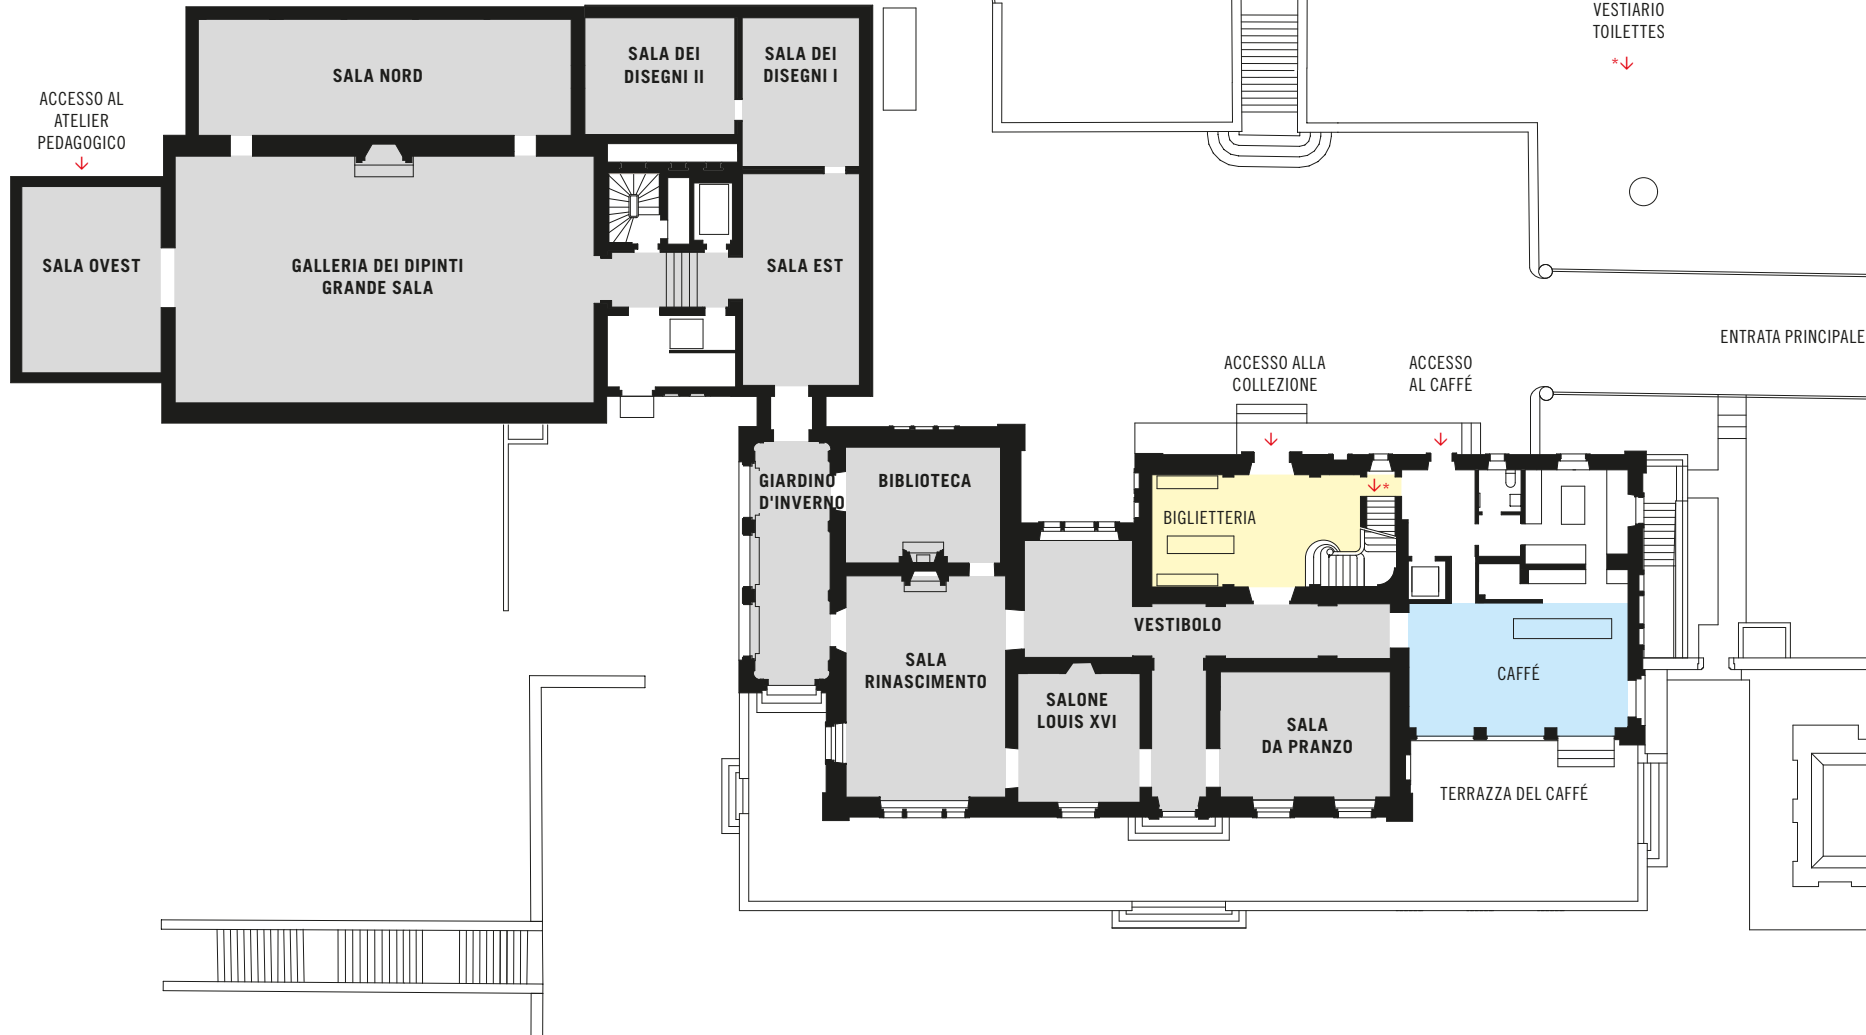 VESTIARIO
TOILETTES
*
SALA NORD
SALA DEI
DISEGNI II
SALA DEI
DISEGNI I
ACCESSO AL
ATELIER
PEDAGOGICO
SALA OVEST
GALLERIA DEI DIPINTI
GRANDE SALA
SALA EST
ENTRATA PRINCIPALE
ACCESSO ALLA
COLLEZIONE
ACCESSO
AL CAFFÉ
GIARDINO
D'INVERNO
BIBLIOTECA
*
BIGLIETTERIA
VESTIBOLO
SALA
RINASCIMENTO
SALONE
LOUIS XVI
SALA
DA PRANZO
CAFFÉ
TERRAZZA DEL CAFFÉ